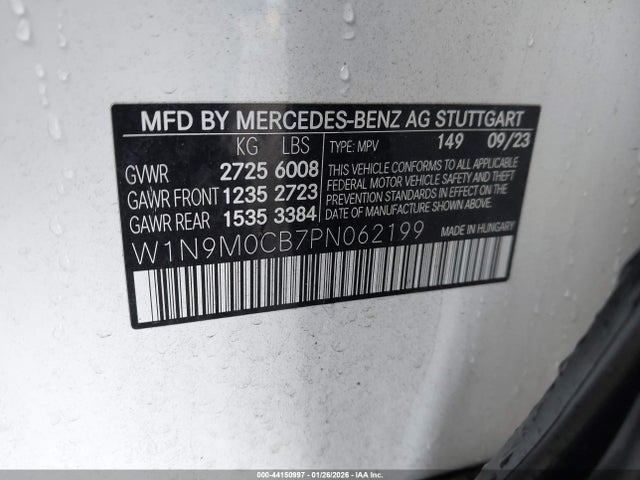 MFD BY MERCEDES-BENZ AG STUTTGART
KG LBS TYPE: MPV 149 09/23
GVWR 2725 6008
GAWR FRONT 1235 2723
GAWR REAR 1535 3384
THIS VEHICLE CONFORMS TO ALL APPLICABLE
FEDERAL MOTOR VEHICLE SAFETY AND THEFT
PREVENTION STANDARDS IN EFFECT ON THE
DATE OF MANUFACTURE SHOWN ABOVE.
W1N9M0CB7PN062199
MADE IN HUNGARY
000-44150997 | 01/26/2026 | IAA Inc.